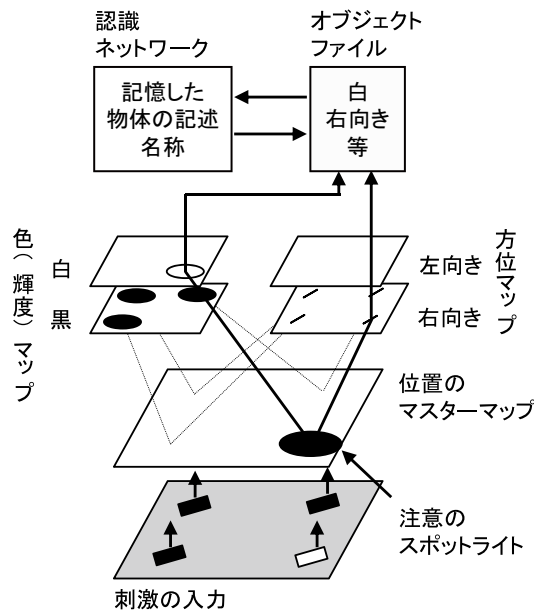 認識
ネットワーク
オブジェクト
ファイル
記憶した
物体の記述
名称
白
右向き
等
色（輝度）マップ
白
黒
左向き
右向き
方位マップ
位置の
マスターマップ
注意の
スポットライト
刺激の入力